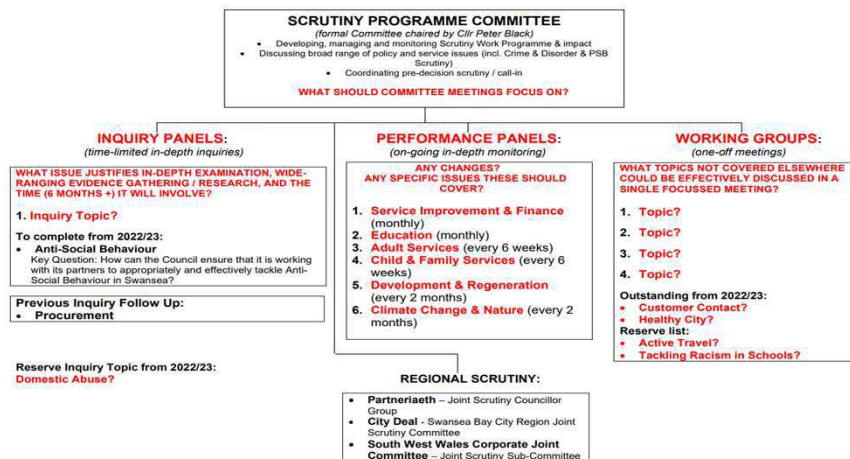 SCRUTINY PROGRAMME COMMITTEE
(formal Committee chaired by Cllr Peter Black)
• Developing, managing and monitoring Scrutiny Work Programme & impact
• Discussing broad range of policy and service issues (incl. Crime & Disorder & PSB
Scrutiny)
• Coordinating pre-decision scrutiny / call-in
WHAT SHOULD COMMITTEE MEETINGS FOCUS ON?
INQUIRY PANELS:
(time-limited in-depth inquiries)
WHAT ISSUE JUSTIFIES IN-DEPTH EXAMINATION, WIDE-
RANGING EVIDENCE GATHERING / RESEARCH, AND THE
TIME (6 MONTHS +) IT WILL INVOLVE?
1. Inquiry Topic?
To complete from 2022/23:
• Anti-Social Behaviour
Key Question: How can the Council ensure that it is working
with its partners to appropriately and effectively tackle Anti-
Social Behaviour in Swansea?
Previous Inquiry Follow Up:
• Procurement
Reserve Inquiry Topic from 2022/23:
Domestic Abuse?
PERFORMANCE PANELS:
(on-going in-depth monitoring)
ANY CHANGES?
ANY SPECIFIC ISSUES THESE SHOULD
COVER?
1. Service Improvement & Finance
(monthly)
2. Education (monthly)
3. Adult Services (every 6 weeks)
4. Child & Family Services (every 6
weeks)
5. Development & Regeneration
(every 2 months)
6. Climate Change & Nature (every 2
months)
WORKING GROUPS:
(one-off meetings)
WHAT TOPICS NOT COVERED ELSEWHERE
COULD BE EFFECTIVELY DISCUSSED IN A
SINGLE FOCUSSED MEETING?
1. Topic?
2. Topic?
3. Topic?
4. Topic?
Outstanding from 2022/23:
• Customer Contact?
• Healthy City?
Reserve list:
• Active Travel?
• Tackling Racism in Schools?
REGIONAL SCRUTINY:
• Partneriaeth – Joint Scrutiny Councillor
Group
• City Deal - Swansea Bay City Region Joint
Scrutiny Committee
• South West Wales Corporate Joint
Committee – Joint Scrutiny Sub-Committee